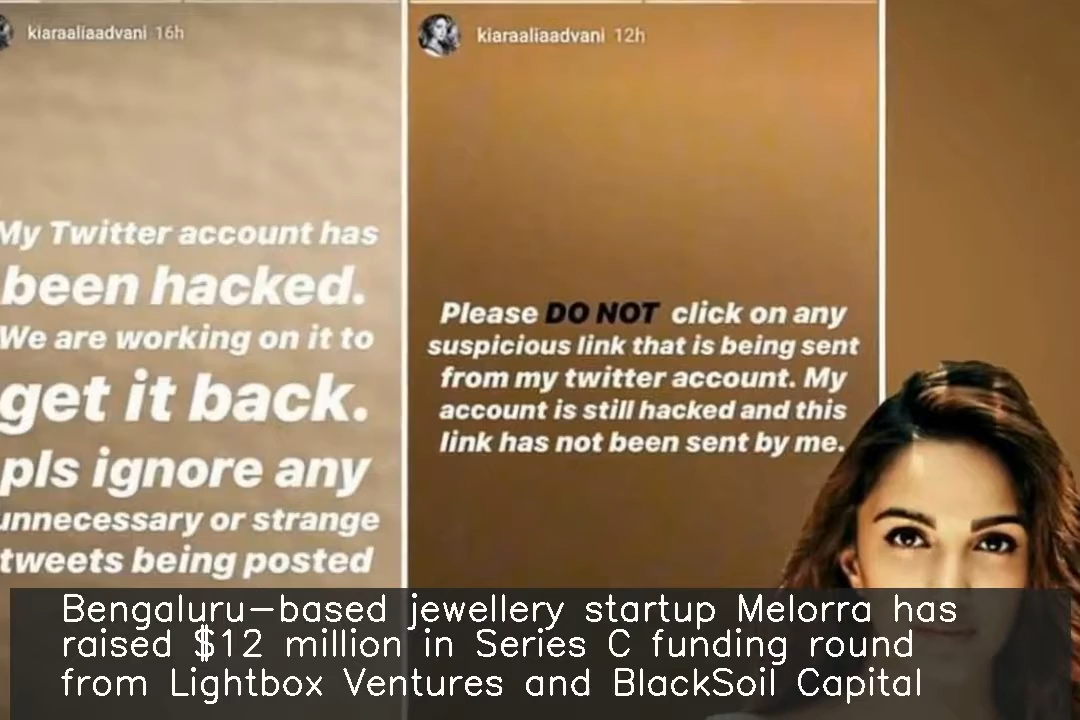 kiaraaliaadvani 16h
My Twitter account has
been hacked.
We are working on it to
get it back.
pls ignore any
unnecessary or strange
tweets being posted
kiaraaliaadvani 12h
Please DO NOT click on any
suspicious link that is being sent
from my twitter account. My
account is still hacked and this
link has not been sent by me.
Bengaluru-based jewellery startup Melorra has
raised $12 million in Series C funding round
from Lightbox Ventures and BlackSoil Capital